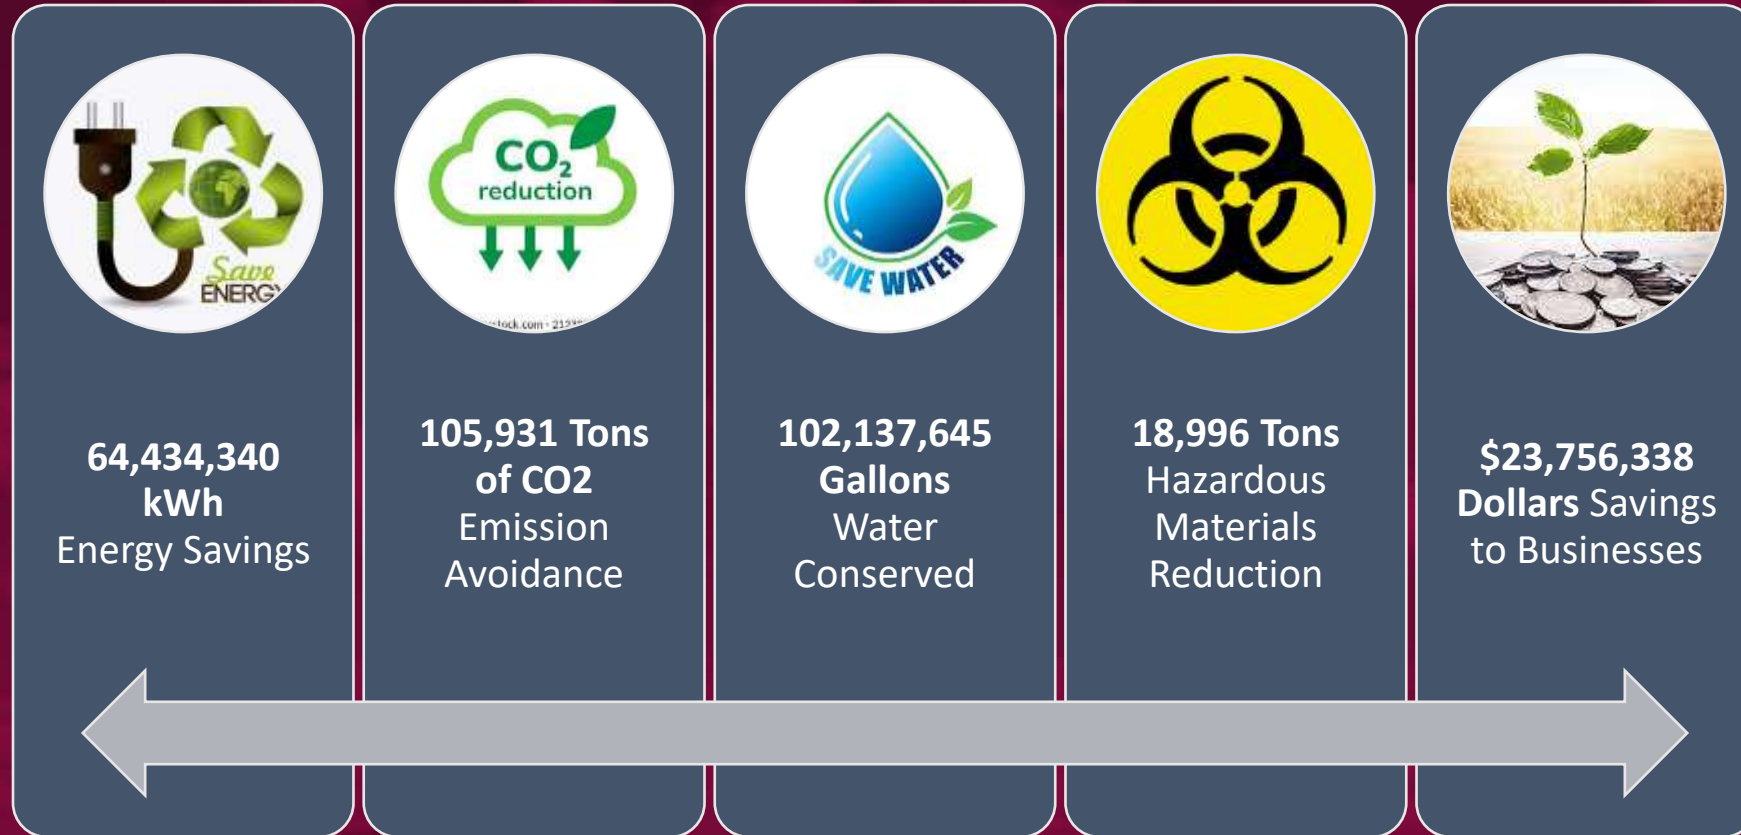 Save
ENERGY
64,434,340
kWh
Energy Savings
CO2
reduction
105,931 Tons
of CO2
Emission
Avoidance
SAVE WATER
102,137,645
Gallons
Water
Conserved
18,996 Tons
Hazardous
Materials
Reduction
$23,756,338
Dollars Savings
to Businesses